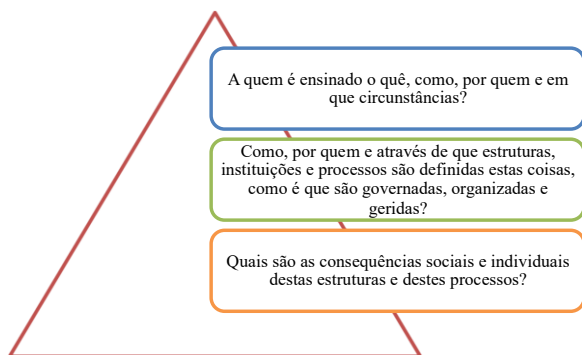 A quem é ensinado o quê, como, por quem e em
que circunstâncias?
Como, por quem e através de que estruturas,
instituições e processos são definidas estas coisas,
como é que são governadas, organizadas e
geridas?
Quais são as consequências sociais e individuais
destas estruturas e destes processos?